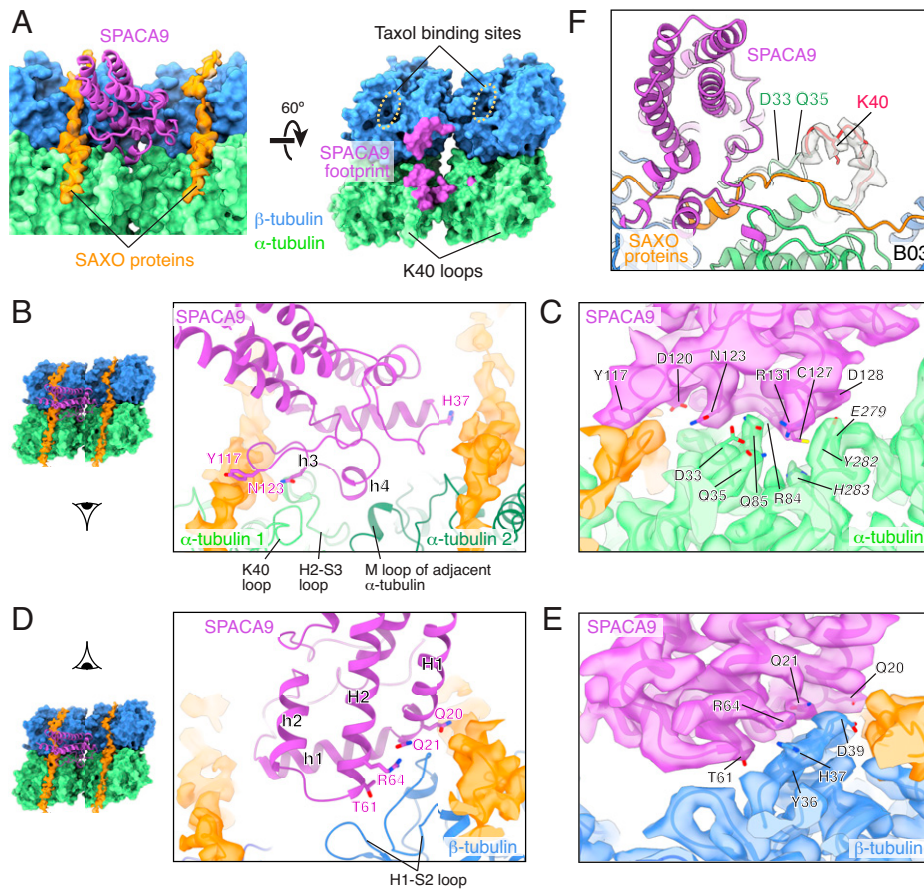 A
SPACA9
SAXO proteins
60°
Taxol binding sites
SPACA9
footprint
β-tubulin
α-tubulin
K40 loops
F
SPACA9
D33 Q35
K40
SAXO
proteins
B03
B
SPACA9
H37
Y117
h3
N123
h4
α-tubulin 1
α-tubulin 2
K40
loop
H2-S3
loop
M loop of adjacent
α-tubulin
C
SPACA9
D120
N123
Y117
R131
C127
D128
E279
D33
Y282
Q35
Q85
R84
H283
α-tubulin
D
SPACA9
H1
h2
H2
Q20
h1
Q21
R64
T61
β-tubulin
H1-S2 loop
E
SPACA9
Q21
Q20
R64
D39
T61
H37
Y36
β-tubulin